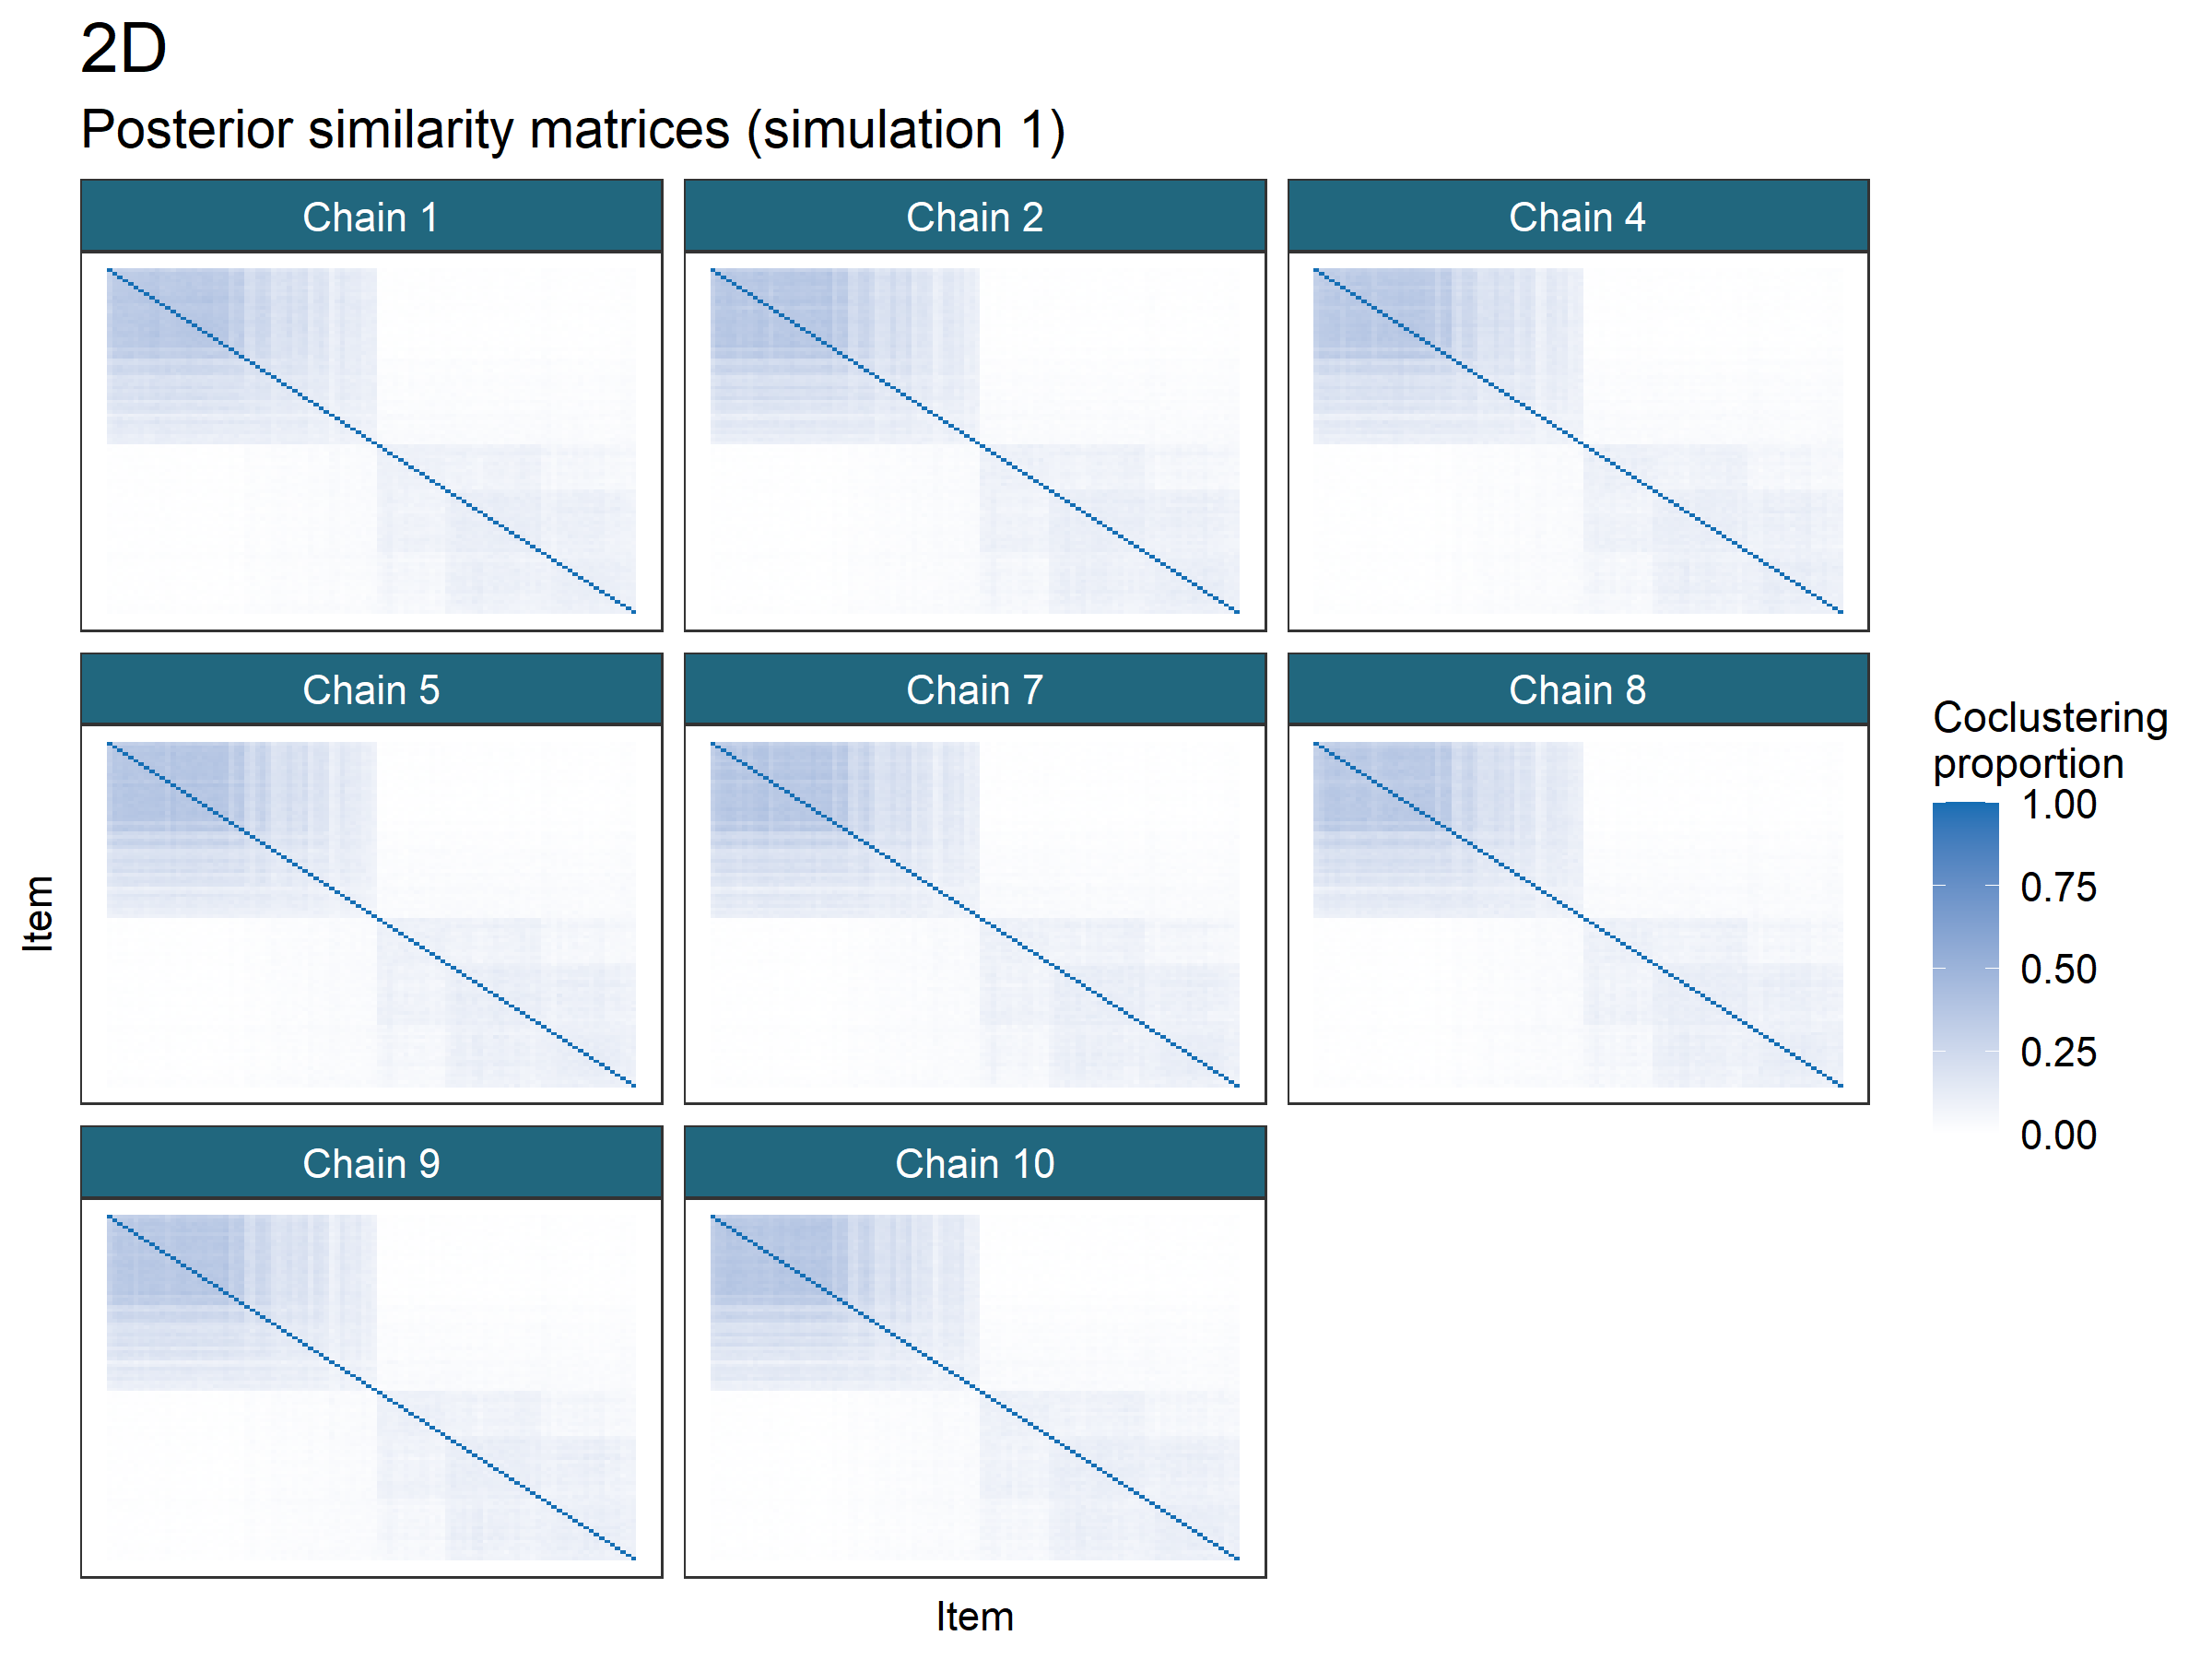 2D
Posterior similarity matrices (simulation 1)
Chain 1
Chain 2
Chain 4
Chain 5
Chain 7
Chain 8
Chain 9
Chain 10
Item
Item
Coclustering
proportion
1.00
0.75
0.50
0.25
0.00